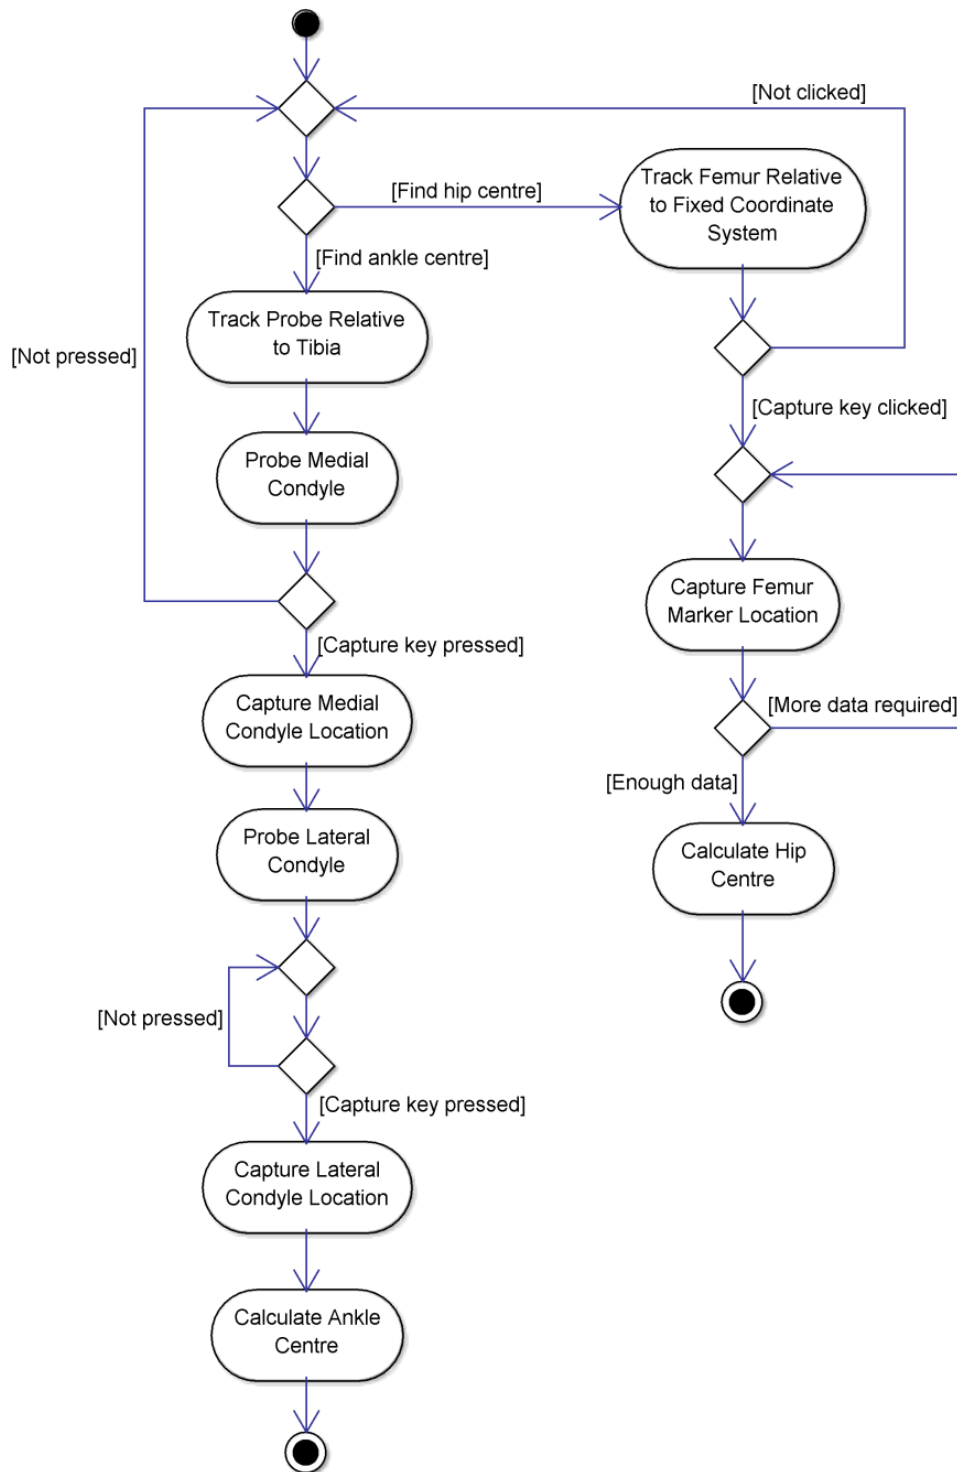 [Not clicked]
Track Femur Relative
to Fixed Coordinate
System
[Find hip centre]
[Find ankle centre]
Track Probe Relative
to Tibia
[Not pressed]
[Capture key clicked]
Probe Medial
Condyle
Capture Femur
Marker Location
[Capture key pressed]
Capture Medial
Condyle Location
[More data required]
[Enough data]
Probe Lateral
Condyle
Calculate Hip
Centre
[Not pressed]
[Capture key pressed]
Capture Lateral
Condyle Location
Calculate Ankle
Centre